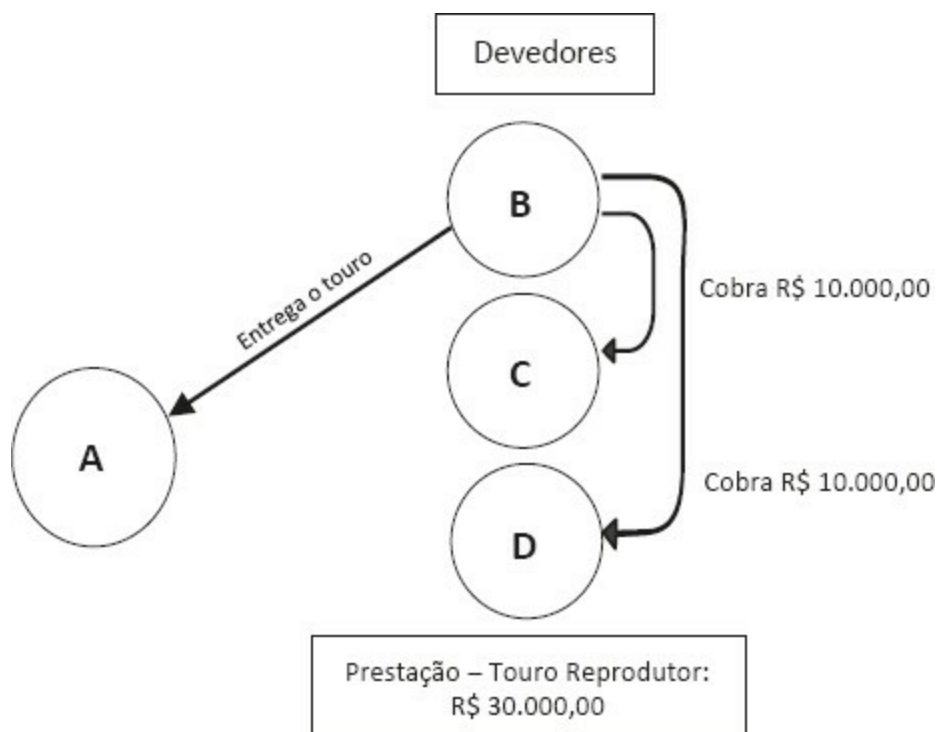 Devedores
B
Entrega o touro
Cobra R$ 10.000,00
C
A
Cobra R$ 10.000,00
D
Prestação – Touro Reprodutor:
R$ 30.000,00